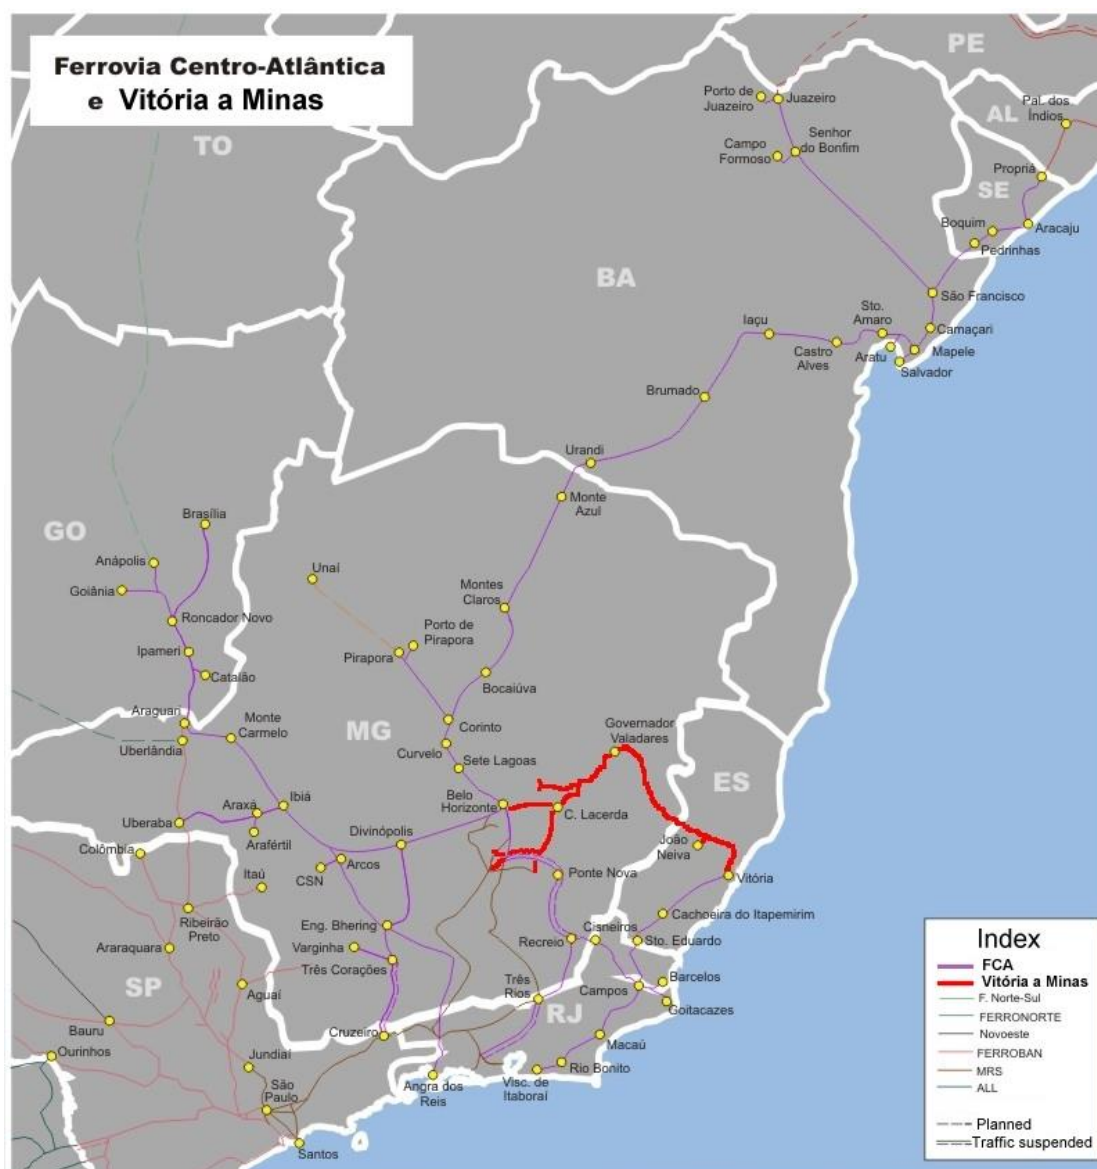 Ferrovia Centro-Atlântica
e Vitória a Minas
PE
AL
TO
SE
BA
GO
MG
ES
SP
RJ
Porto de
Juazeiro
Juazeiro
Pal. dos
Índios
Campo
Formoso
Senhor
do Bonfim
Propriá
Boquim
Aracaju
Pedrinhas
São Francisco
Iaçu
Sto.
Amaro
Camaçari
Castro
Alves
Aratu
Mapele
Salvador
Brumado
Urandi
Monte
Azul
Brasília
Anápolis
Unaí
Goiânia
Montes
Claros
Roncador Novo
Porto de
Pirapora
Ipameri
Pirapora
Catalão
Bocaiúva
Araguari
Monte
Carmelo
Corinto
Governador
Valadares
Uberlândia
Curvelo
Sete Lagoas
Belo
Horizonte
Araxá
Ibiá
C. Lacerda
Uberaba
Divinópolis
Arafértil
João
Neiva
Colômbia
Arcos
CSN
Ponte Nova
Vitória
Itaú
Ribeirão
Preto
Eng. Bhering
Cachoeira do Itapemirim
Cisneiros
Araraquara
Varginha
Recreio
Sto. Eduardo
Três Corações
Aguaí
Três
Rios
Campos
Barcelos
Goitacazes
Bauru
Cruzeiro
Macaú
Ourinhos
Jundiaí
Rio Bonito
São
Paulo
Angra dos
Reis
Visc. de
Itaboraí
Santos
Index
FCA
Vitória a Minas
F. Norte-Sul
FERRONORTE
Novoeste
FERROBAN
MRS
ALL
Planned
Traffic suspended